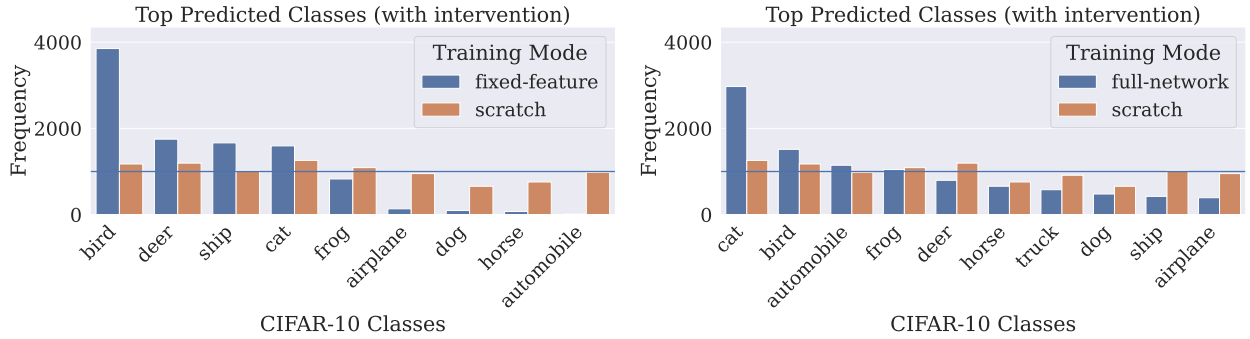 Top Predicted Classes (with intervention)
Frequency
4000
2000
0
Training Mode
fixed-feature
scratch
bird
deer
ship
cat
frog
airplane
dog
horse
automobile
CIFAR-10 Classes
Top Predicted Classes (with intervention)
Frequency
4000
2000
0
Training Mode
full-network
scratch
cat
bird
automobile
frog
deer
horse
truck
dog
ship
airplane
CIFAR-10 Classes